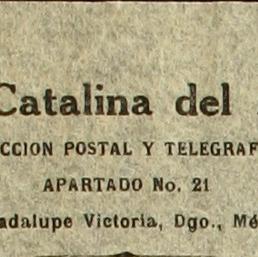 Catalina del
CCION POSTAL Y TELEGRAF
APARTADO No. 21
adalupe Victoria, Dgo., Mé